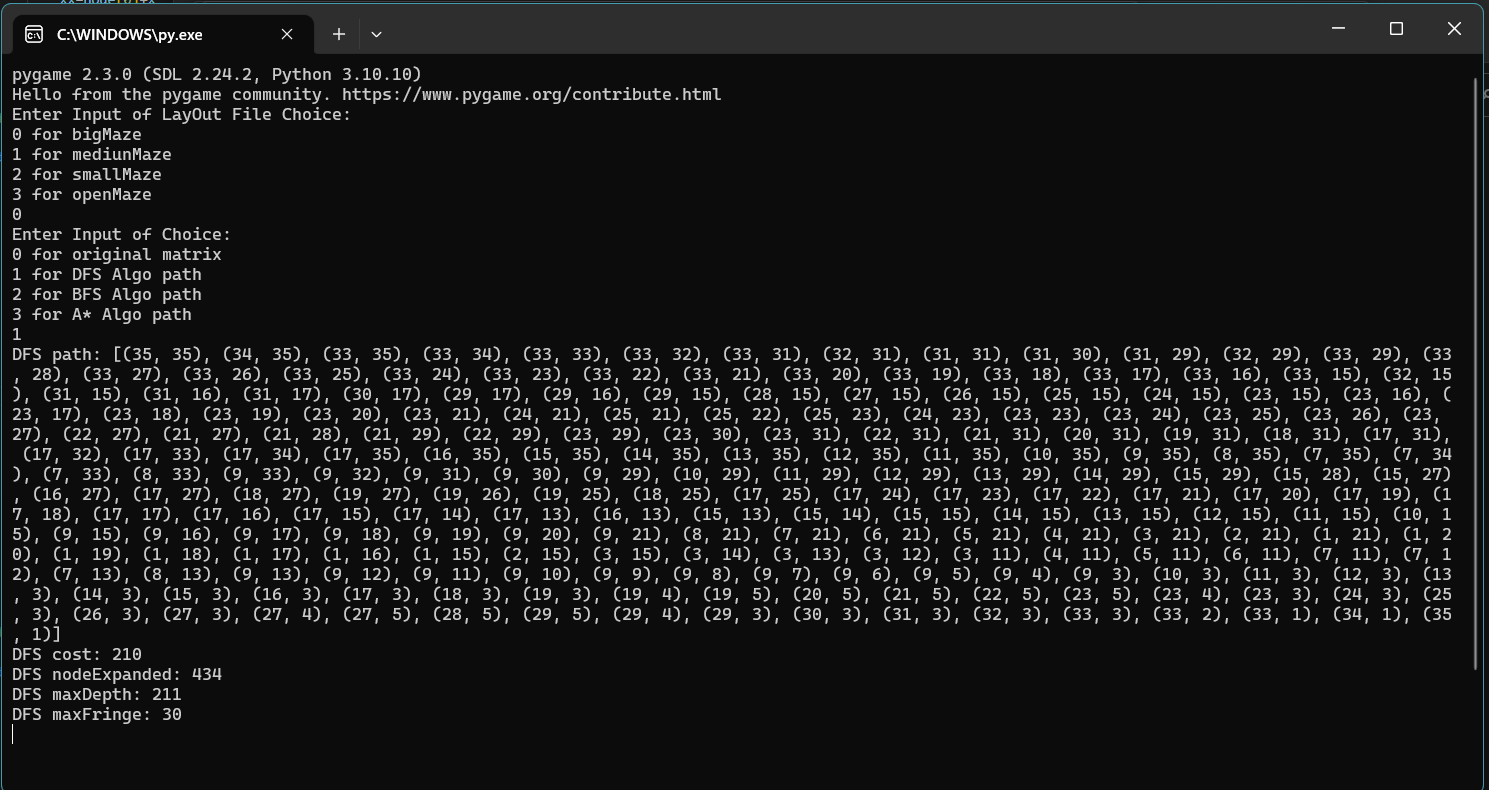 C:\WINDOWS\py.exe
pygame 2.3.0 (SDL 2.24.2, Python 3.10.10)
Hello from the pygame community. https://www.pygame.org/contribute.html
Enter Input of LayOut File Choice:
0 for bigMaze
1 for mediunMaze
2 for smallMaze
3 for openMaze
0
Enter Input of Choice:
0 for original matrix
1 for DFS Algo path
2 for BFS Algo path
3 for A* Algo path
1
DFS path: [(35, 35), (34, 35), (33, 35), (33, 34), (33, 33), (33, 32), (33, 31), (32, 31), (31, 31), (31, 30), (31, 29), (32, 29), (33, 29), (33
, 28), (33, 27), (33, 26), (33, 25), (33, 24), (33, 23), (33, 22), (33, 21), (33, 20), (33, 19), (33, 18), (33, 17), (33, 16), (33, 15), (32, 15
), (31, 15), (31, 16), (31, 17), (30, 17), (29, 17), (29, 16), (29, 15), (28, 15), (27, 15), (26, 15), (25, 15), (24, 15), (23, 15), (23, 16), (
23, 17), (23, 18), (23, 19), (23, 20), (23, 21), (24, 21), (25, 21), (25, 22), (25, 23), (24, 23), (23, 23), (23, 24), (23, 25), (23, 26), (23,
27), (22, 27), (21, 27), (21, 28), (21, 29), (22, 29), (23, 29), (23, 30), (23, 31), (22, 31), (21, 31), (20, 31), (19, 31), (18, 31), (17, 31),
(17, 32), (17, 33), (17, 34), (17, 35), (16, 35), (15, 35), (14, 35), (13, 35), (12, 35), (11, 35), (10, 35), (9, 35), (8, 35), (7, 35), (7, 34
), (7, 33), (8, 33), (9, 33), (9, 32), (9, 31), (9, 30), (9, 29), (10, 29), (11, 29), (12, 29), (13, 29), (14, 29), (15, 29), (15, 28), (15, 27)
, (16, 27), (17, 27), (18, 27), (19, 27), (19, 26), (19, 25), (18, 25), (17, 25), (17, 24), (17, 23), (17, 22), (17, 21), (17, 20), (17, 19), (1
7, 18), (17, 17), (17, 16), (17, 15), (17, 14), (17, 13), (16, 13), (15, 13), (15, 14), (15, 15), (14, 15), (13, 15), (12, 15), (11, 15), (10, 1
5), (9, 15), (9, 16), (9, 17), (9, 18), (9, 19), (9, 20), (9, 21), (8, 21), (7, 21), (6, 21), (5, 21), (4, 21), (3, 21), (2, 21), (1, 21), (1, 2
0), (1, 19), (1, 18), (1, 17), (1, 16), (1, 15), (2, 15), (3, 15), (3, 14), (3, 13), (3, 12), (3, 11), (4, 11), (5, 11), (6, 11), (7, 11), (7, 1
2), (7, 13), (8, 13), (9, 13), (9, 12), (9, 11), (9, 10), (9, 9), (9, 8), (9, 7), (9, 6), (9, 5), (9, 4), (9, 3), (10, 3), (11, 3), (12, 3), (13
, 3), (14, 3), (15, 3), (16, 3), (17, 3), (18, 3), (19, 3), (19, 4), (19, 5), (20, 5), (21, 5), (22, 5), (23, 5), (23, 4), (23, 3), (24, 3), (25
, 3), (26, 3), (27, 3), (27, 4), (27, 5), (28, 5), (29, 5), (29, 4), (29, 3), (30, 3), (31, 3), (32, 3), (33, 3), (33, 2), (33, 1), (34, 1), (35
, 1)]
DFS cost: 210
DFS nodeExpanded: 434
DFS maxDepth: 211
DFS maxFringe: 30